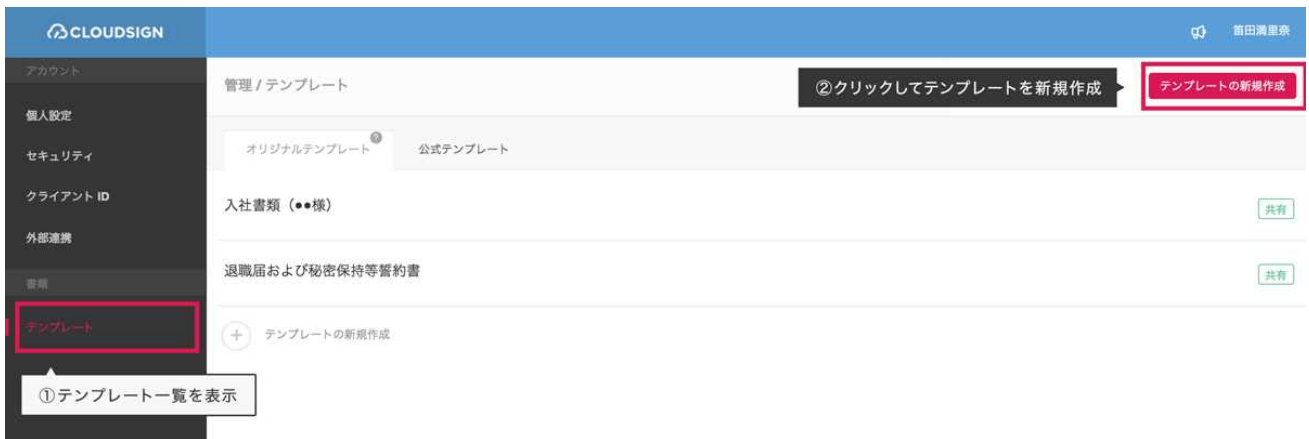 CLOUDSIGN
笛田満里奈
アカウント
個人設定
セキュリティ
クライアント ID
外部連携
書類
テンプレート
①テンプレート一覧を表示
管理 / テンプレート
②クリックしてテンプレートを新規作成
テンプレートの新規作成
オリジナルテンプレート ?
公式テンプレート
入社書類（●●様）
共有
退職届および秘密保持等誓約書
共有
テンプレートの新規作成